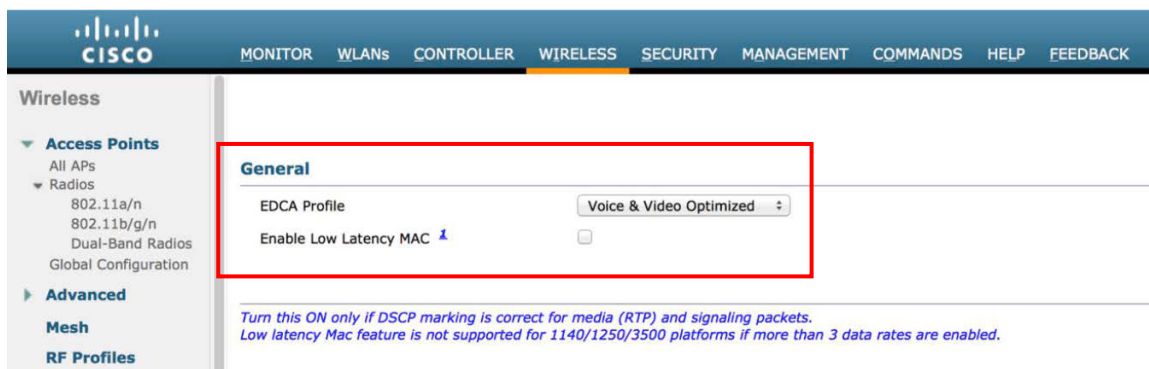 CISCO
MONITOR WLANs CONTROLLER WIRELESS SECURITY MANAGEMENT COMMANDS HELP FEEDBACK
Wireless
Access Points
All APs
Radios
802.11a/n
802.11b/g/n
Dual-Band Radios
Global Configuration
Advanced
Mesh
RF Profiles
General
EDCA Profile Voice & Video Optimized
Enable Low Latency MAC 1
Turn this ON only if DSCP marking is correct for media (RTP) and signaling packets.
Low latency Mac feature is not supported for 1140/1250/3500 platforms if more than 3 data rates are enabled.